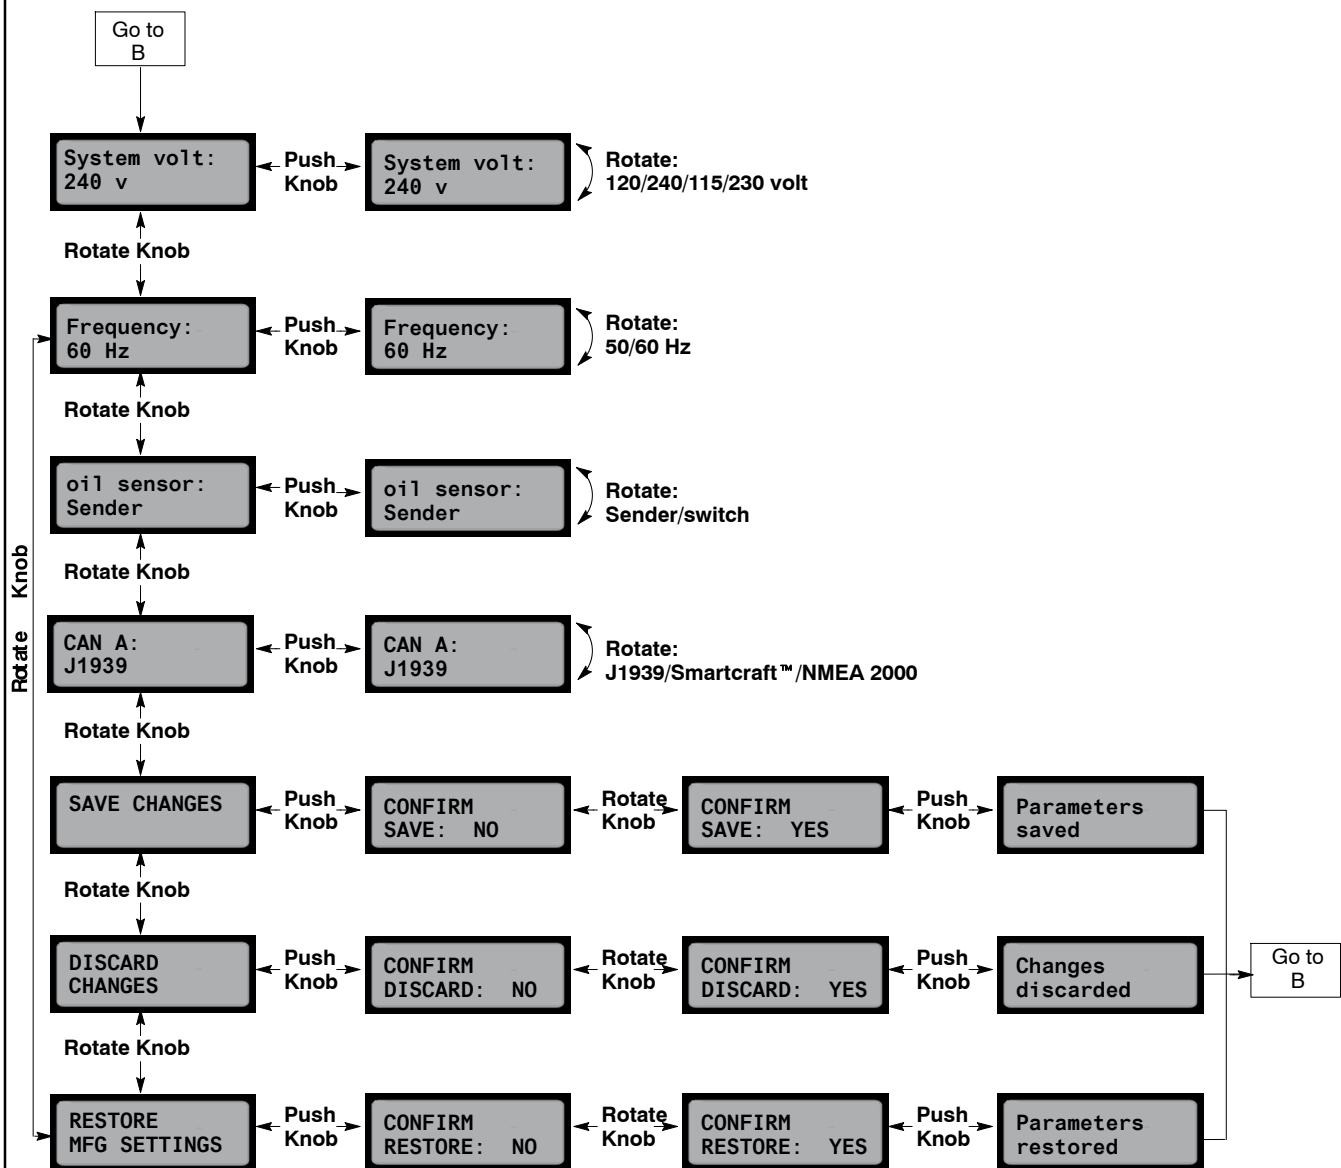 Go to
B
System volt:
240 v
Push
Knob
System volt:
240 v
Rotate:
120/240/115/230 volt
Rotate Knob
Frequency:
60 Hz
Push
Knob
Frequency:
60 Hz
Rotate:
50/60 Hz
Rotate Knob
oil sensor:
Sender
Push
Knob
oil sensor:
Sender
Rotate:
Sender/switch
Rotate Knob
Rotate Knob
CAN A:
J1939
Push
Knob
CAN A:
J1939
Rotate:
J1939/Smartcraft™/NMEA 2000
Rotate Knob
SAVE CHANGES
Push
Knob
CONFIRM
SAVE: NO
Rotate
Knob
CONFIRM
SAVE: YES
Push
Knob
Parameters
saved
Rotate Knob
DISCARD
CHANGES
Push
Knob
CONFIRM
DISCARD: NO
Rotate
Knob
CONFIRM
DISCARD: YES
Push
Knob
Changes
discarded
Go to
B
Rotate Knob
RESTORE
MFG SETTINGS
Push
Knob
CONFIRM
RESTORE: NO
Rotate
Knob
CONFIRM
RESTORE: YES
Push
Knob
Parameters
restored